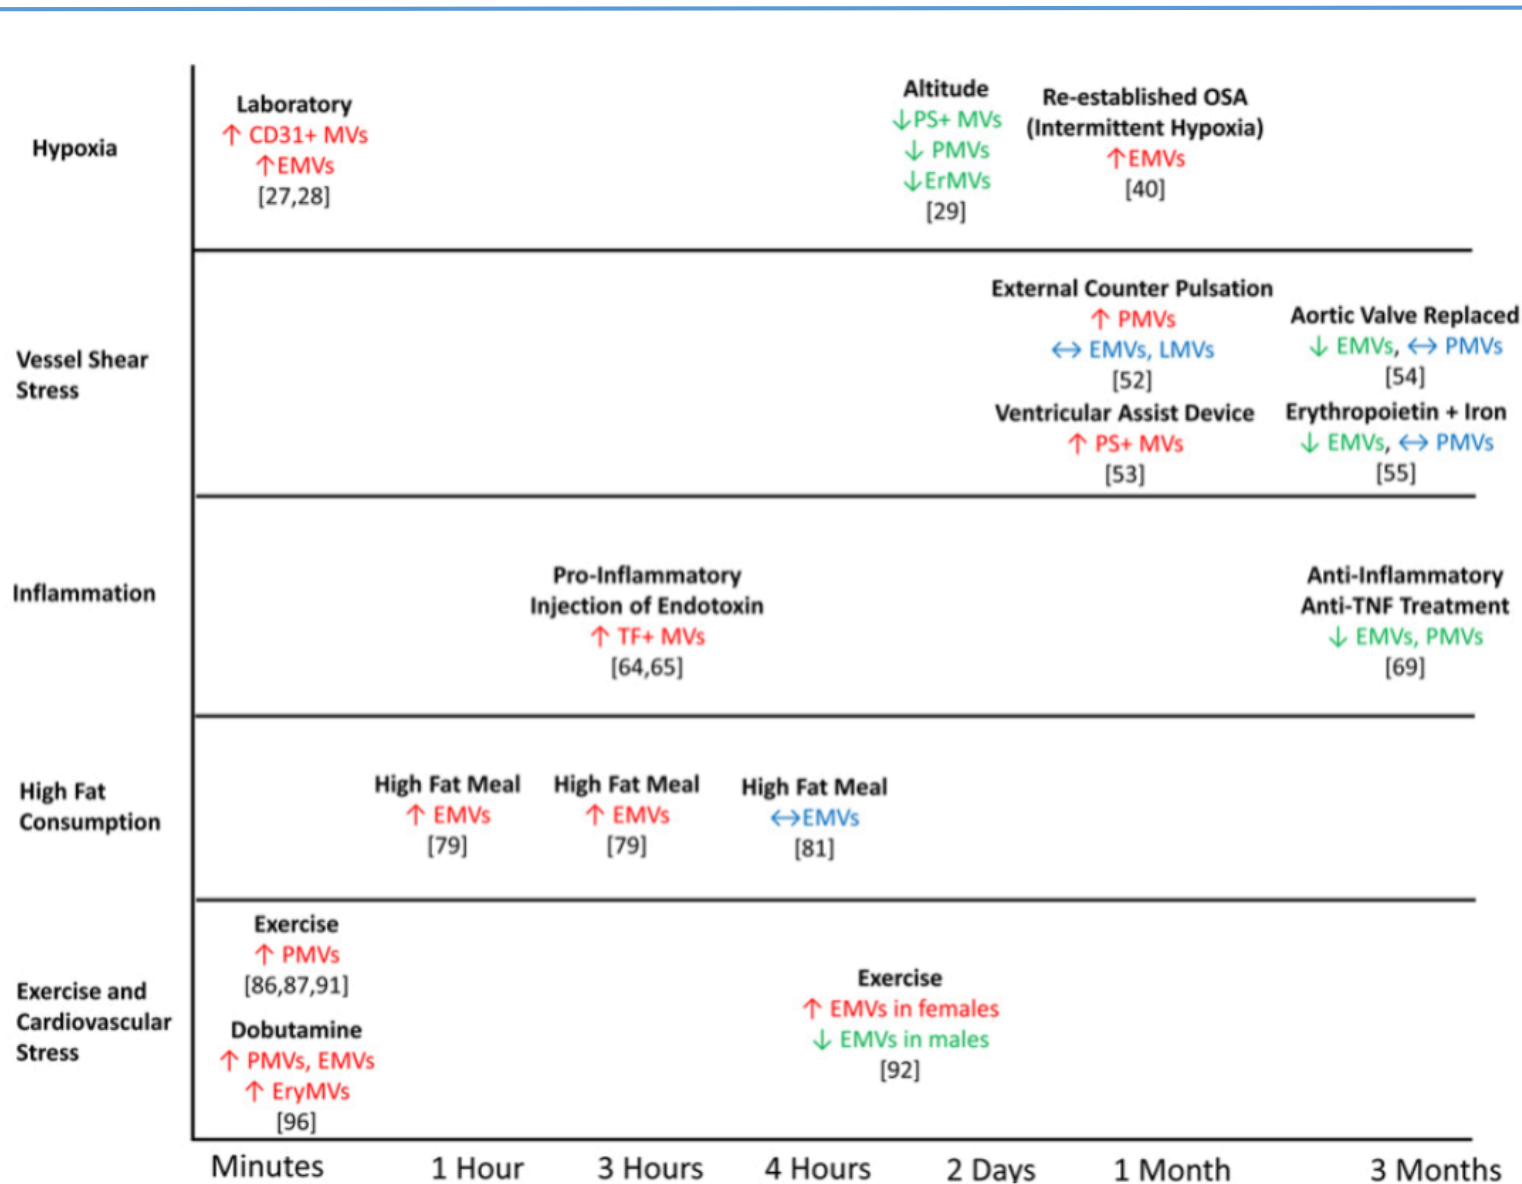 Hypoxia
Laboratory
↑ CD31+ MVs
↑EMVs
[27,28]
Altitude
↓PS+ MVs
↓ PMVs
↓ErMVs
[29]
Re-established OSA
(Intermittent Hypoxia)
↑EMVs
[40]
Vessel Shear
Stress
External Counter Pulsation
↑ PMVs
↔ EMVs, LMVs
[52]
Ventricular Assist Device
↑ PS+ MVs
[53]
Aortic Valve Replaced
↓ EMVs, ↔ PMVs
[54]
Erythropoietin + Iron
↓ EMVs, ↔ PMVs
[55]
Inflammation
Pro-Inflammatory
Injection of Endotoxin
↑ TF+ MVs
[64,65]
Anti-Inflammatory
Anti-TNF Treatment
↓ EMVs, PMVs
[69]
High Fat
Consumption
High Fat Meal
↑ EMVs
[79]
High Fat Meal
↑ EMVs
[79]
High Fat Meal
↔EMVs
[81]
Exercise and
Cardiovascular
Stress
Exercise
↑ PMVs
[86,87,91]
Dobutamine
↑ PMVs, EMVs
↑ EryMVs
[96]
Exercise
↑ EMVs in females
↓ EMVs in males
[92]
Minutes 1 Hour 3 Hours 4 Hours 2 Days 1 Month 3 Months